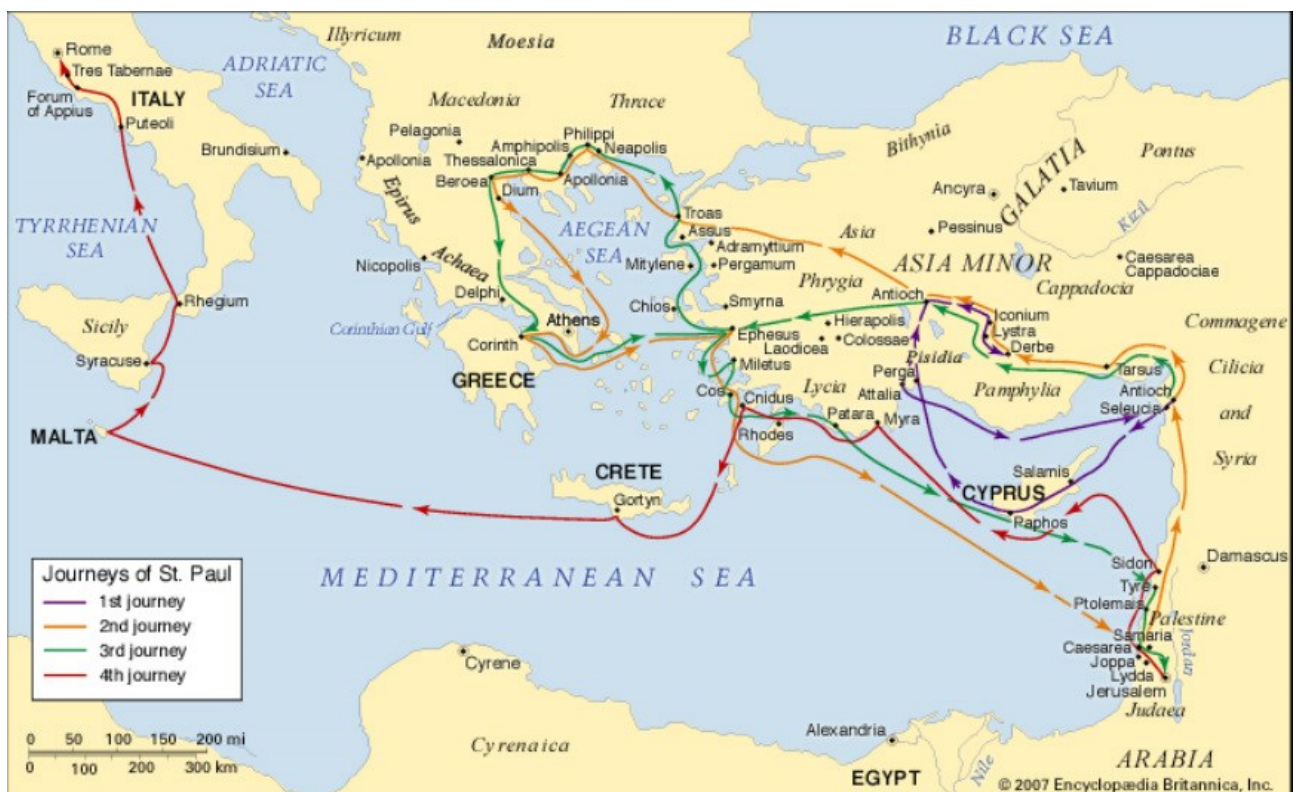 BLACK SEA
Illyricum
Moesia
Rome
Tres Tabernae
ADRIATIC
SEA
Forum
of Appius
ITALY
Puteoli
Macedonia
Thrace
Brundisium
Pelagonia
Philippi
Amphipolis
Neapolis
Thessalonica
Apollonia
Beroea
Apollonia
Dium
Epirus
Bithynia
GALATIA
Pontus
Ancyra
Tavium
Kizil
TYRRHENIAN
SEA
AEGEAN
SEA
Troas
Assus
Adramyttium
Asia
Pessinus
Mitylene
Pergamum
ASIA MINOR
Caesarea
Cappadociae
Nicopolis
Achaea
Phrygia
Cappadocia
Rhegium
Delphi
Chios
Smyrna
Antioch
Sicily
Corinthian Gulf
Athens
Hierapolis
Iconium
Lystra
Commagene
Corinth
Ephesus
Laodicea
Colossae
Derbe
Syracuse
Miletus
Pisidia
Tarsus
Cilicia
GREECE
Perga
Pamphylia
Lycia
Attalia
Antioch
Cos
Cnidus
Seleucia
and
MALTA
Patara
Myra
Rhodes
Syria
CRETE
Salamis
Gortyn
CYPRUS
Paphos
Damascus
Sidon
MEDITERRANEAN SEA
Tyre
Ptolemais
Palestine
Samaria
Caesarea
Joppa
Jordan
Lydda
Jerusalem
Judaea
Journeys of St. Paul
1st journey
2nd journey
3rd journey
4th journey
Cyrene
0 50 100 150 200 mi
0 100 200 300 km
Cyrenaica
Alexandria
EGYPT
Nile
ARABIA
© 2007 Encyclopædia Britannica, Inc.